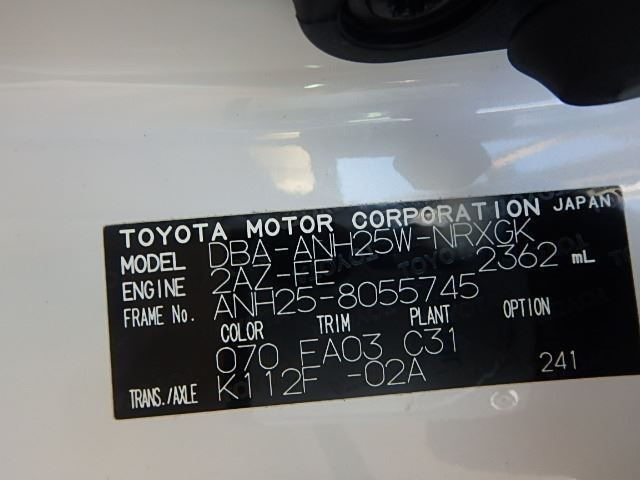 TOYOTA MOTOR CORPORATION JAPAN
MODEL DBA-ANH25W-NRXGK
ENGINE 2AZ-FE 2362 mL
FRAME No. ANH25-8055745
COLOR TRIM PLANT OPTION
070 FA03 C31
TRANS./AXLE K112F -02A 241